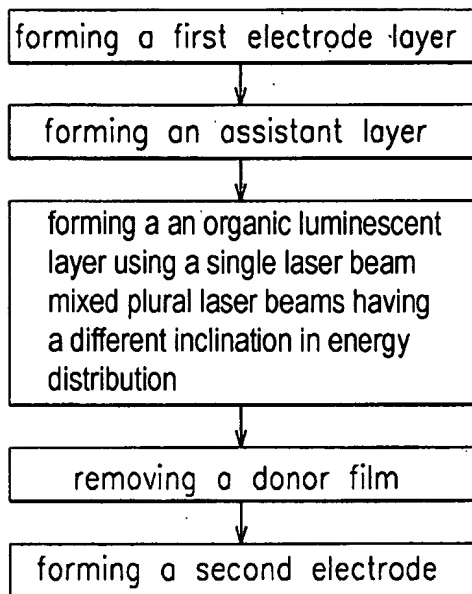 forming a first electrode layer
forming an assistant layer
forming a an organic luminescent
layer using a single laser beam
mixed plural laser beams having
a different inclination in energy
distribution
removing a donor film
forming a second electrode